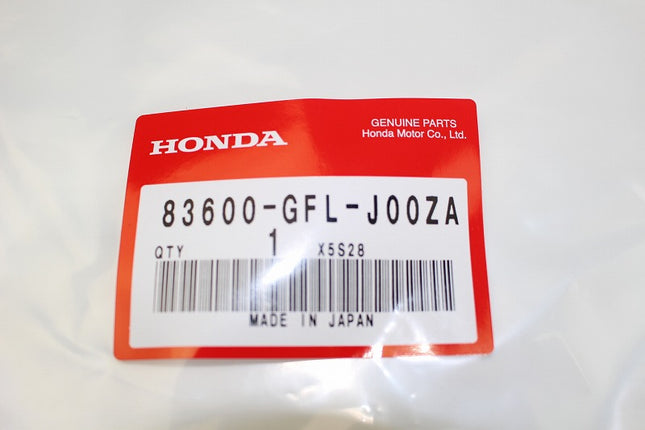 HONDA
GENUINE PARTS
Honda Motor Co., Ltd.
83600-GFL-J00ZA
QTY 1 X5S28
MADE IN JAPAN